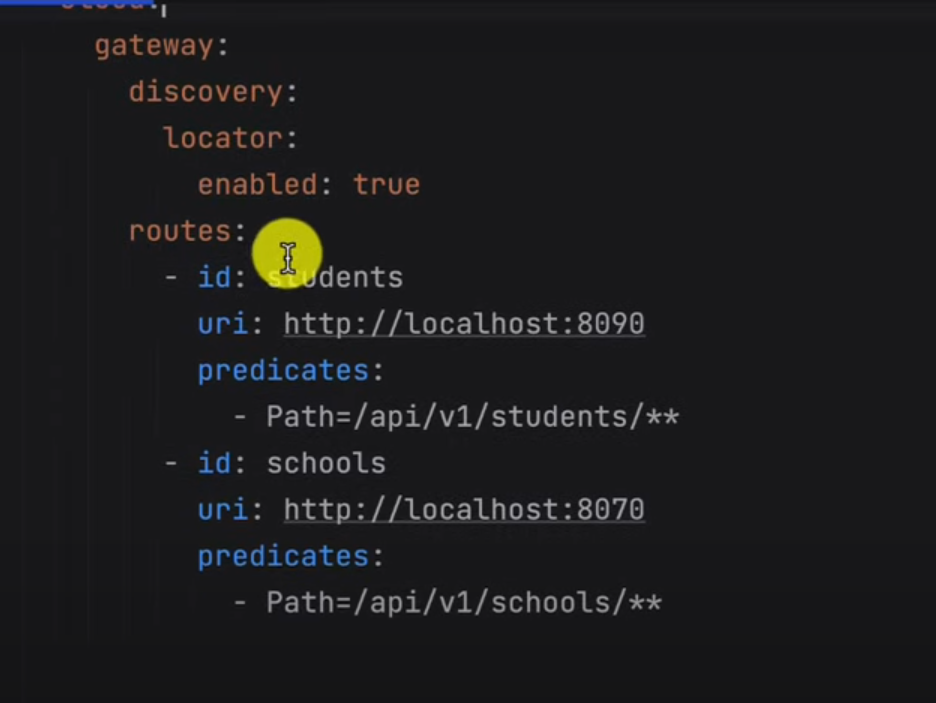 cloud:
gateway:
discovery:
locator:
enabled: true
routes:
- id: students
uri: http://localhost:8090
predicates:
- Path=/api/v1/students/**
- id: schools
uri: http://localhost:8070
predicates:
- Path=/api/v1/schools/**